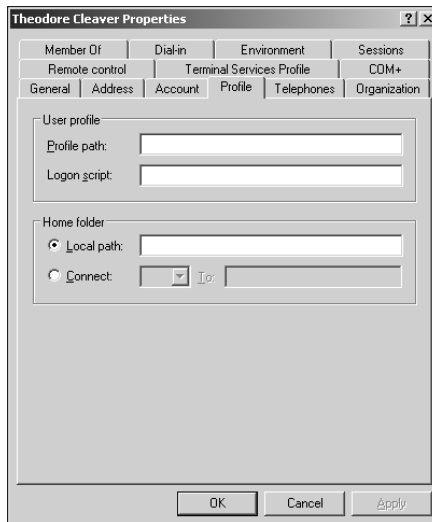 Theodore Cleaver Properties
Member Of Dial-in Environment Sessions
Remote control Terminal Services Profile COM+
General Address Account Profile Telephones Organization
User profile
Profile path:
Logon script:
Home folder
Local path:
Connect: To:
OK Cancel Apply